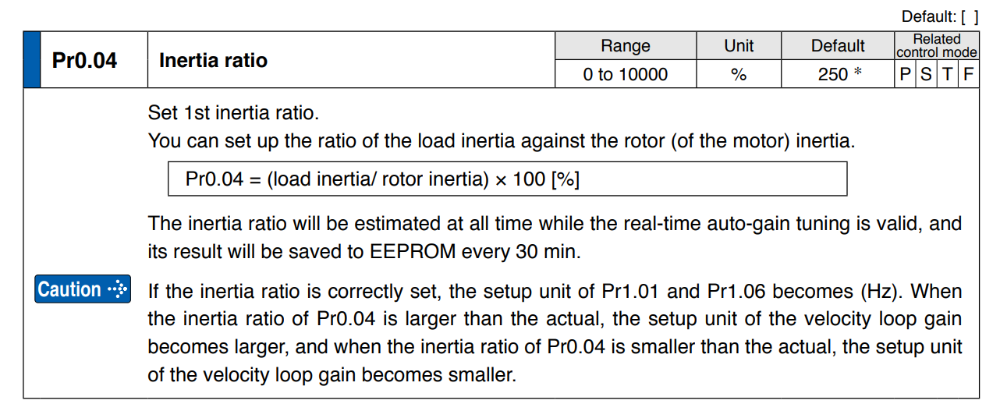 Default: [ ]
Pr0.04 Inertia ratio Range Unit Default Related control mode
0 to 10000 % 250 * P S T F
Set 1st inertia ratio.
You can set up the ratio of the load inertia against the rotor (of the motor) inertia.
Pr0.04 = (load inertia/ rotor inertia) × 100 [%]
The inertia ratio will be estimated at all time while the real-time auto-gain tuning is valid, and
its result will be saved to EEPROM every 30 min.
Caution If the inertia ratio is correctly set, the setup unit of Pr1.01 and Pr1.06 becomes (Hz). When
the inertia ratio of Pr0.04 is larger than the actual, the setup unit of the velocity loop gain
becomes larger, and when the inertia ratio of Pr0.04 is smaller than the actual, the setup unit
of the velocity loop gain becomes smaller.